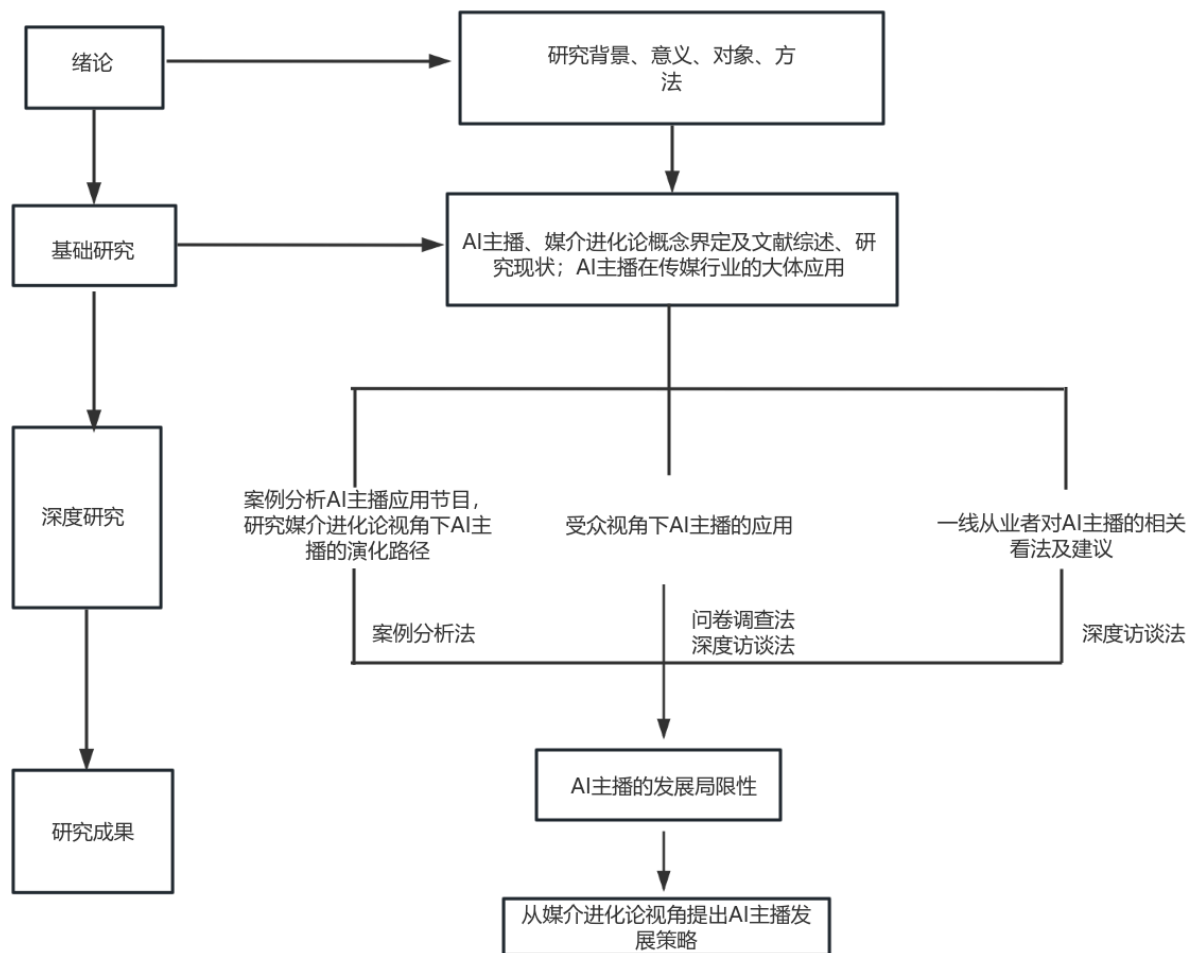 绪论
研究背景、意义、对象、方
法
基础研究
AI主播、媒介进化论概念界定及文献综述、研
究现状；AI主播在传媒行业的大体应用
深度研究
案例分析AI主播应用节目，
研究媒介进化论视角下AI主
播的演化路径
受众视角下AI主播的应用
一线从业者对AI主播的相关
看法及建议
案例分析法
问卷调查法
深度访谈法
深度访谈法
AI主播的发展局限性
研究成果
从媒介进化论视角提出AI主播发
展策略